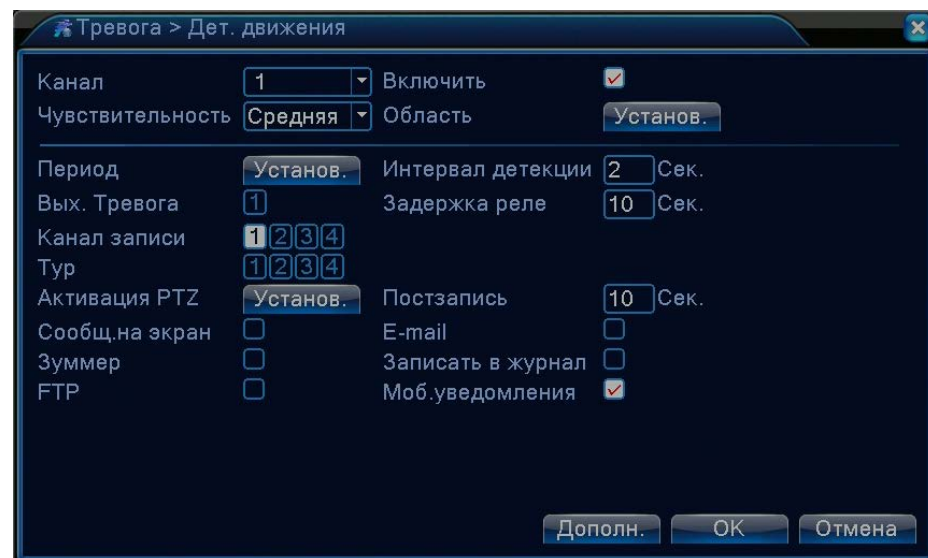 Тревога > Дет. движения
Канал 1 Включить
Чувствительность Средняя Область Установ.
Период Установ. Интервал детекции 2 Сек.
Вых. Тревога 1 Задержка реле 10 Сек.
Канал записи 1 2 3 4
Тур 1 2 3 4
Активация PTZ Установ. Постзапись 10 Сек.
Сообщ.на экран E-mail
Зуммер Записать в журнал
FTP Моб.уведомления
Дополн. OK Отмена